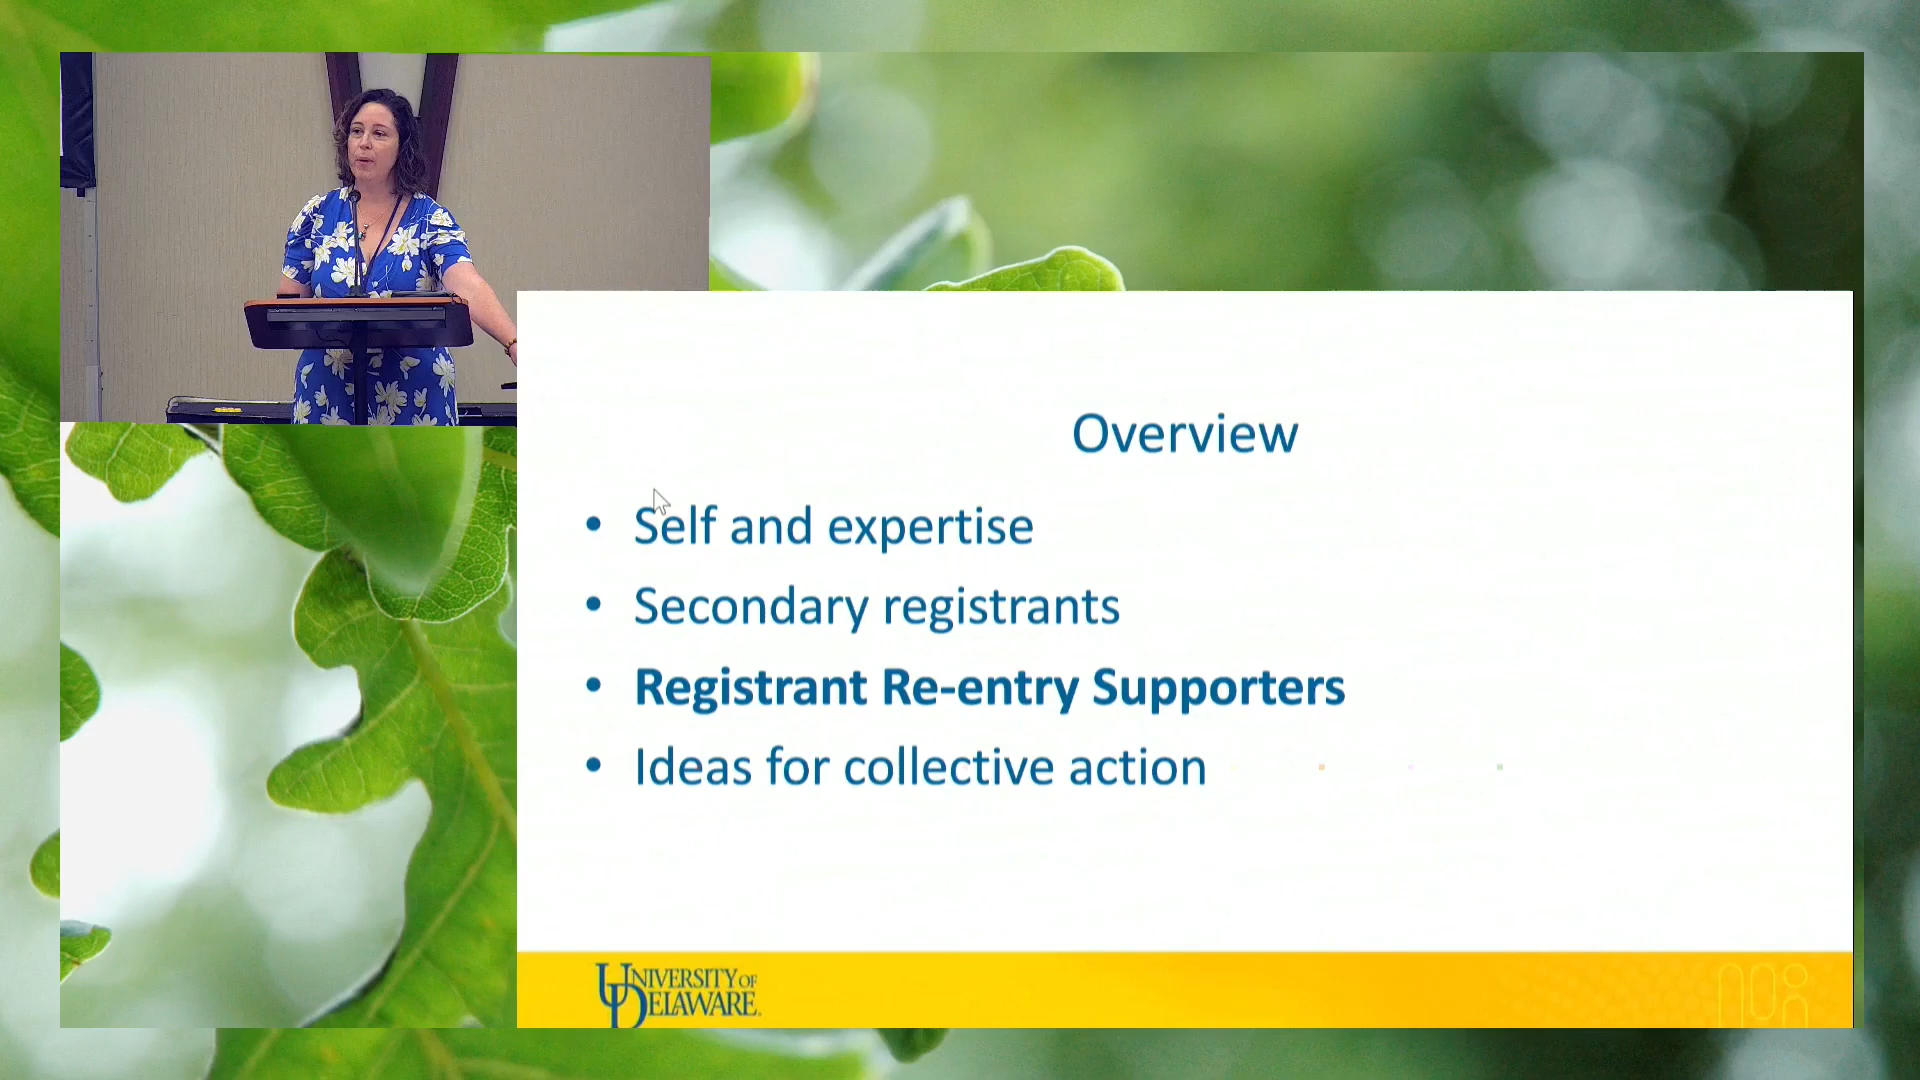 Overview
• Self and expertise
• Secondary registrants
• Registrant Re-entry Supporters
• Ideas for collective action
UNIVERSITY OF
DELAWARE